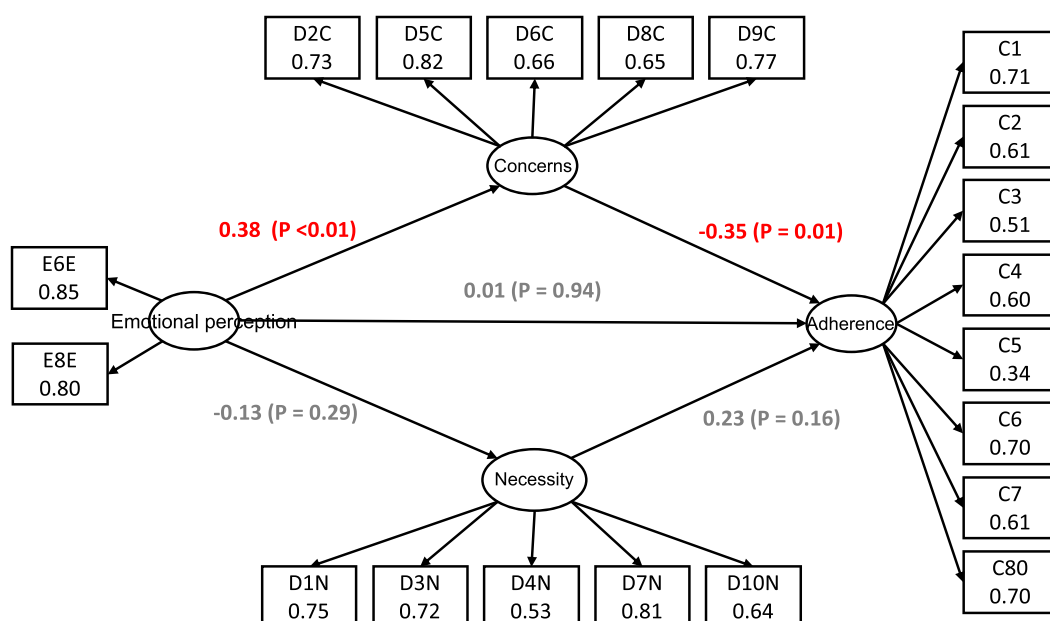 D2C
0.73
D5C
0.82
D6C
0.66
D8C
0.65
D9C
0.77
C1
0.71
C2
0.61
C3
0.51
C4
0.60
C5
0.34
C6
0.70
C7
0.61
C80
0.70
Concerns
0.38 (P <0.01)
-0.35 (P = 0.01)
E6E
0.85
E8E
0.80
Emotional perception
0.01 (P = 0.94)
Adherence
-0.13 (P = 0.29)
0.23 (P = 0.16)
Necessity
D1N
0.75
D3N
0.72
D4N
0.53
D7N
0.81
D10N
0.64